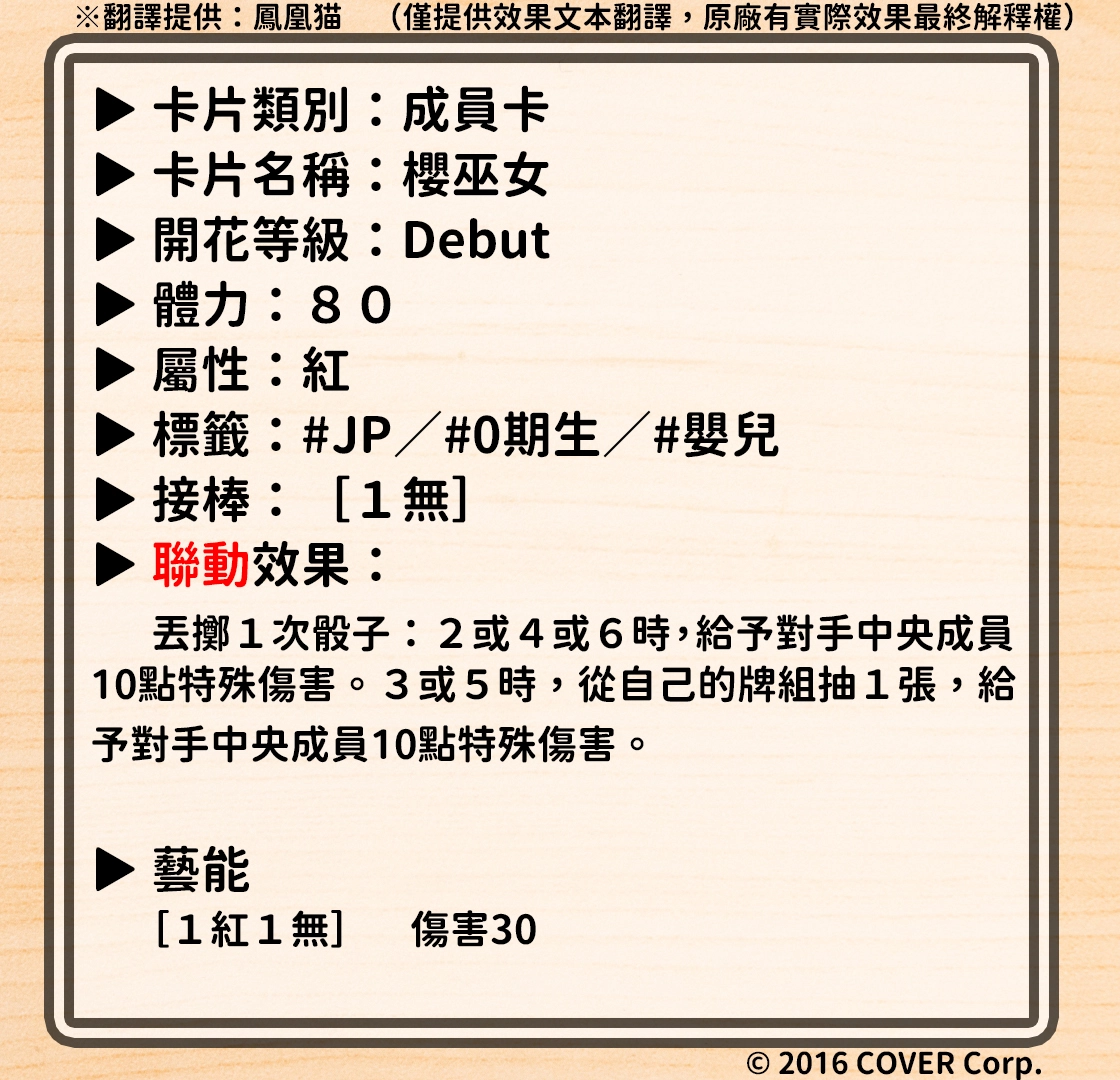 ※翻譯提供：鳳凰猫　（僅提供效果文本翻譯，原廠有實際效果最終解釋權）
▶ 卡片類別：成員卡
▶ 卡片名稱：櫻巫女
▶ 開花等級：Debut
▶ 體力：８０
▶ 屬性：紅
▶ 標籤：#JP／#0期生／#嬰兒
▶ 接棒：［１無］
▶ 聯動效果：
丟擲１次骰子：２或４或６時，給予對手中央成員
10點特殊傷害。３或５時，從自己的牌組抽１張，給
予對手中央成員10點特殊傷害。
▶ 藝能
［１紅１無］　傷害30
© 2016 COVER Corp.